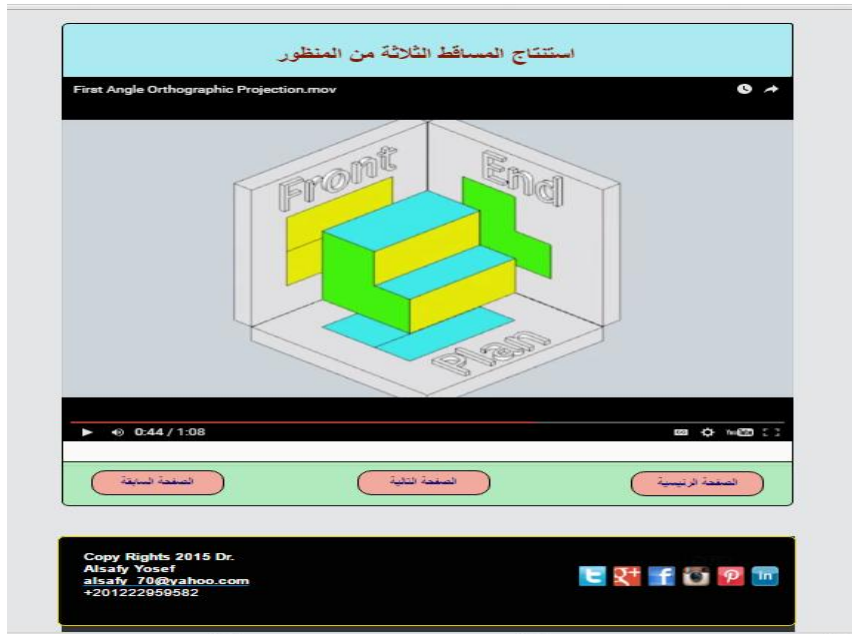 استنتاج المساقط الثلاثة من المنظور
First Angle Orthographic Projection.mov
Front
End
Plan
0:44 / 1:08
الصفحة السابقة
الصفحة التالية
الصفحة الرئيسية
Copy Rights 2015 Dr.
Alsafy Yosef
alsafy_70@yahoo.com
+201222959582